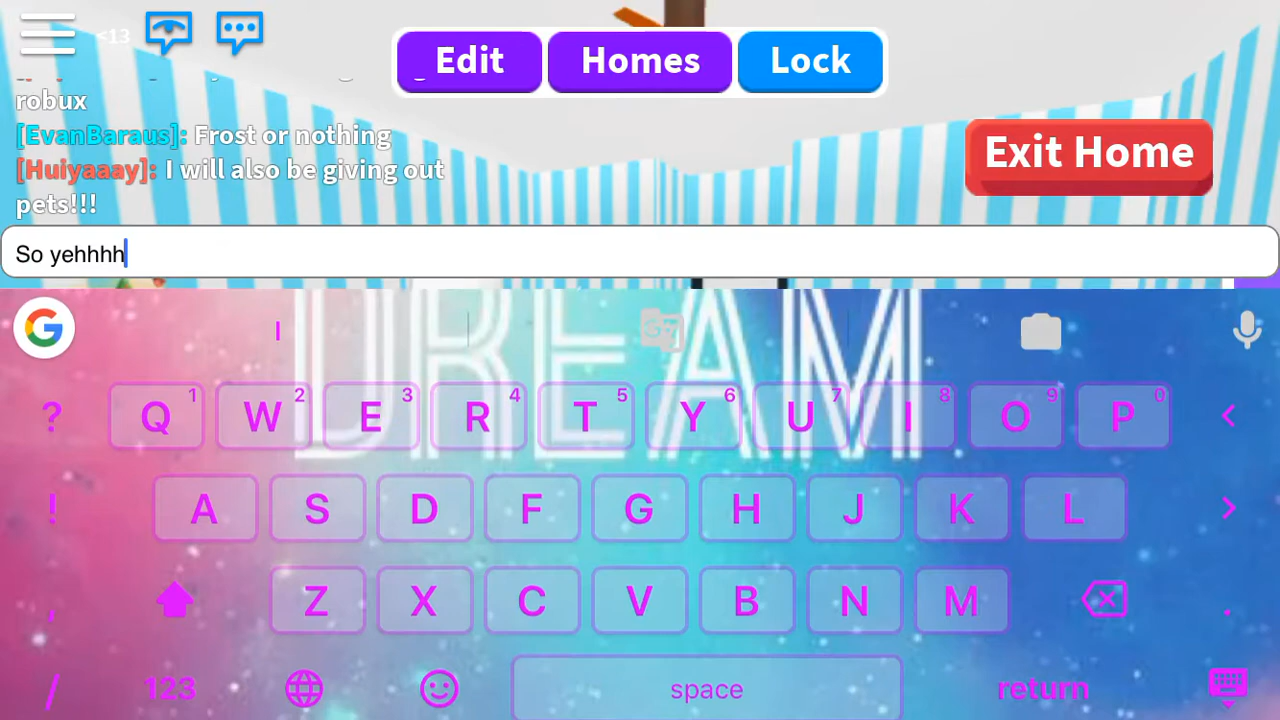 <13
Edit Homes Lock
robux
[EvanBaraus]: Frost or nothing
[Huiyaaay]: I will also be giving out
pets!!!
Exit Home
So yehhhh
DREAM
G I
? Q 1 W 2 E 3 R 4 T 5 Y 6 U 7 I 8 O 9 P 0 <
! A S D F G H J K L >
, Z X C V B N M .
/ 123 space return